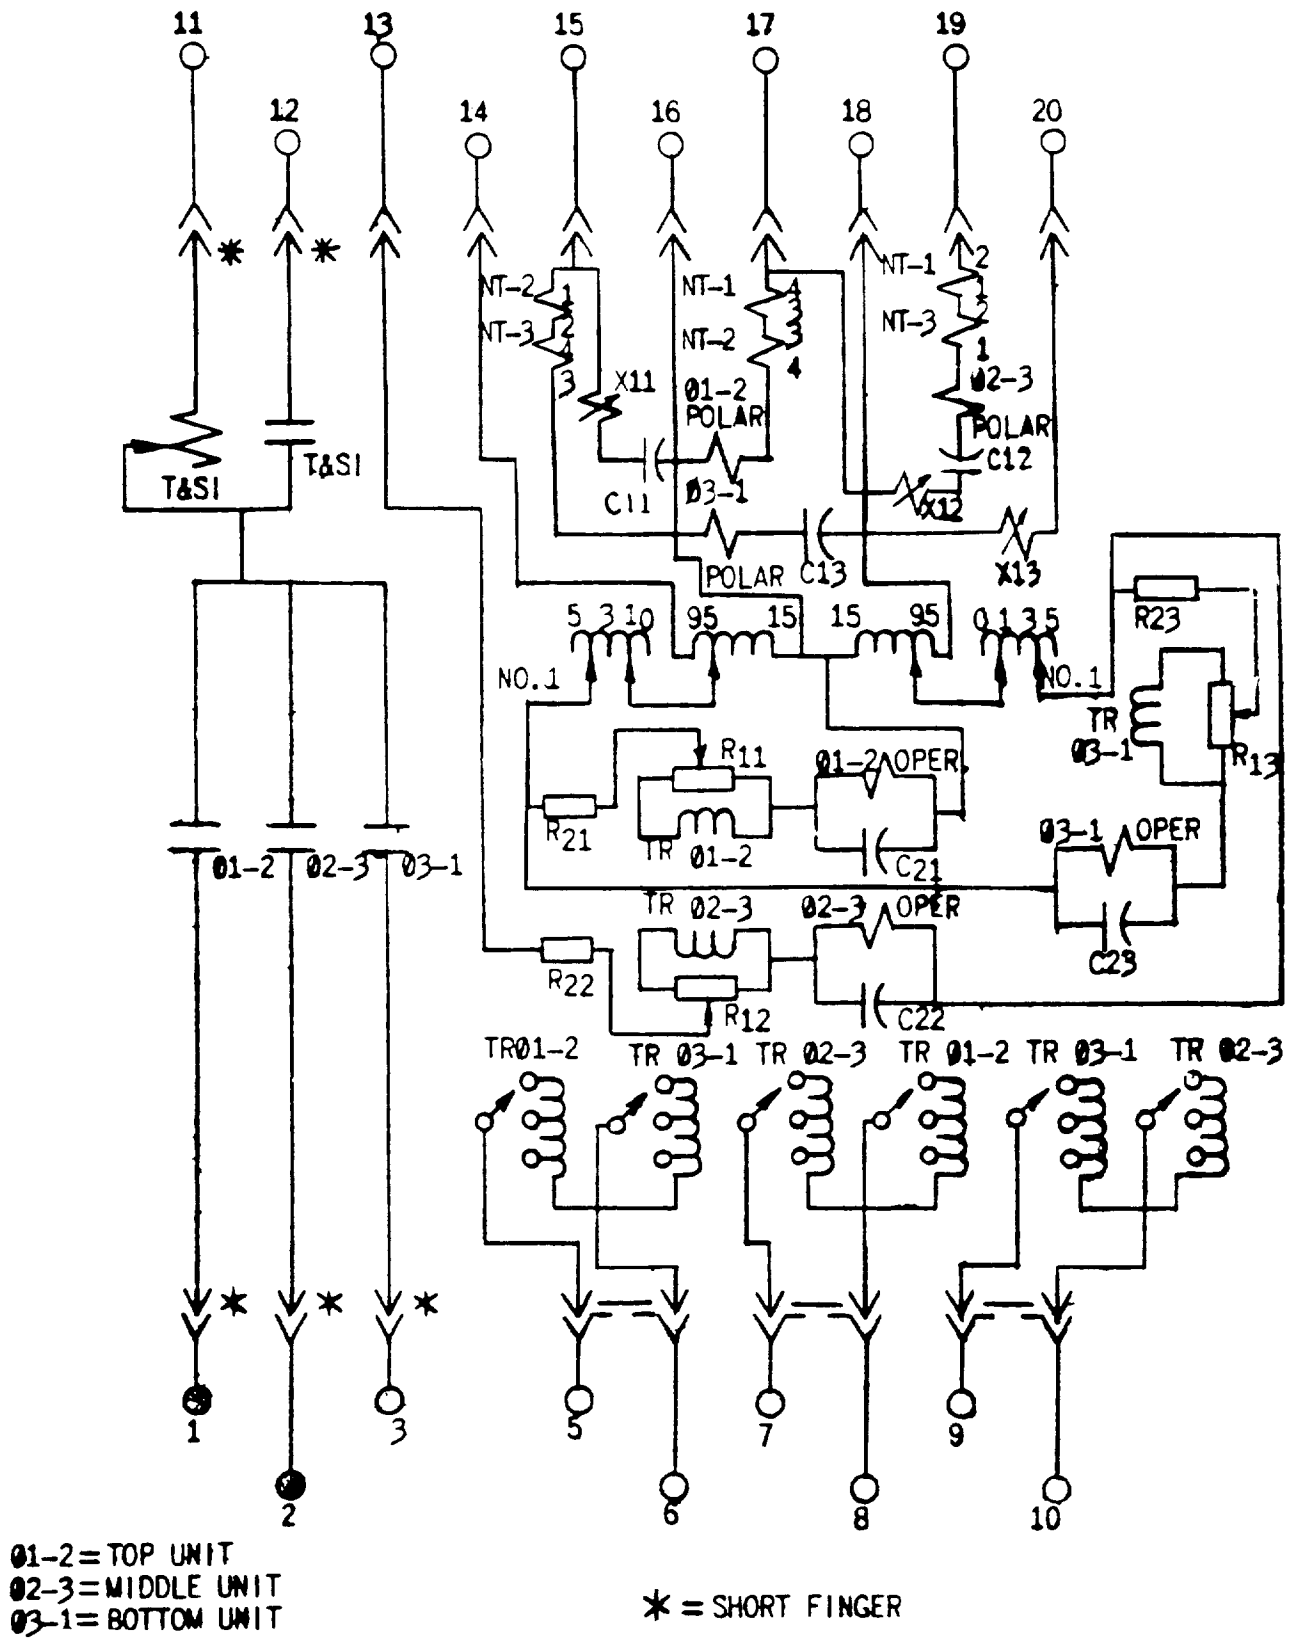 11 13 15 17 19
12 14 16 18 20
* *
NT-2 1 NT-1 4 NT-1 2
2 3 1
NT-3 2 3 NT-3 2
4 NT-2 1
3 4
X11 Ø1-2 Ø2-3
POLAR POLAR
T&SI T&SI C12
C11 Ø3-1 X12
POLAR C13 X13
5 3 1 0 95 15 15 95 0 1 3 5
R23
NO.1 NO.1
TR
Ø3-1 R13
R11 Ø1-2 OPER
R21 TR Ø1-2 C21
Ø3-1 OPER
Ø1-2 Ø2-3 Ø3-1
TR Ø2-3 Ø2-3 OPER
C23
R22 R12 C22
TRØ1-2 TR Ø3-1 TR Ø2-3 TR Ø1-2 TR Ø3-1 TR Ø2-3
* * *
1 3 5 7 9
2 6 8 10
Ø1-2 = TOP UNIT
Ø2-3 = MIDDLE UNIT
Ø3-1 = BOTTOM UNIT
* = SHORT FINGER